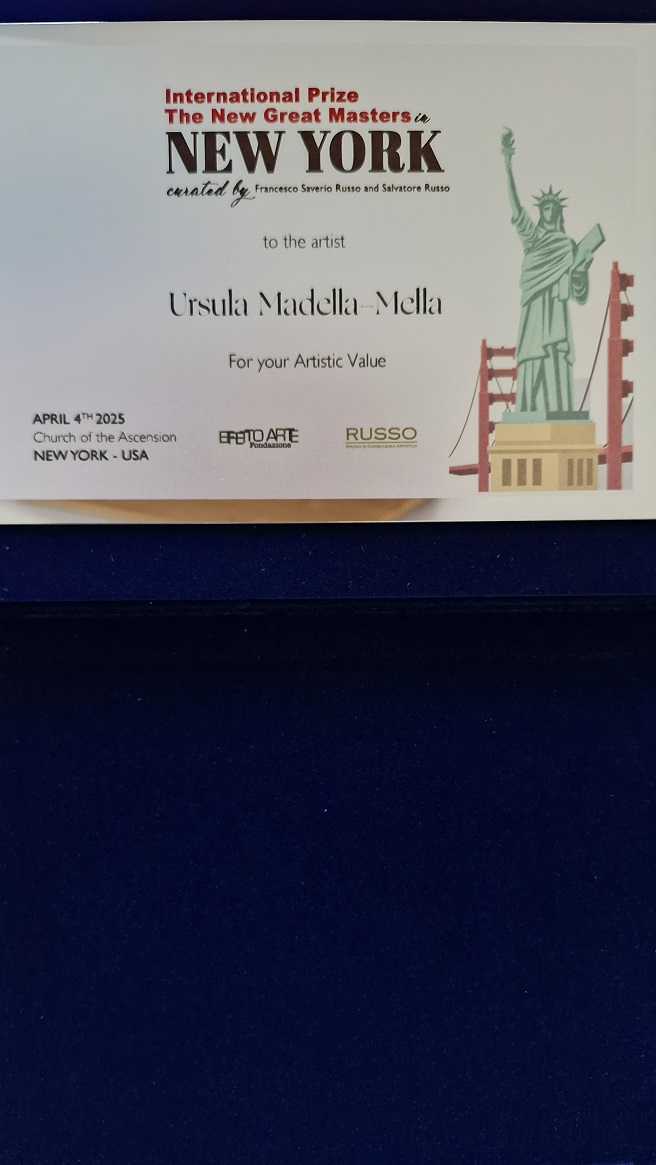 International Prize
The New Great Masters in
NEW YORK
curated by Francesco Saverio Russo and Salvatore Russo
to the artist
Ursula Madella-Mella
For your Artistic Value
APRIL 4TH 2025
Church of the Ascension
NEW YORK - USA
EFFETTO ARTE
Fondazione
RUSSO